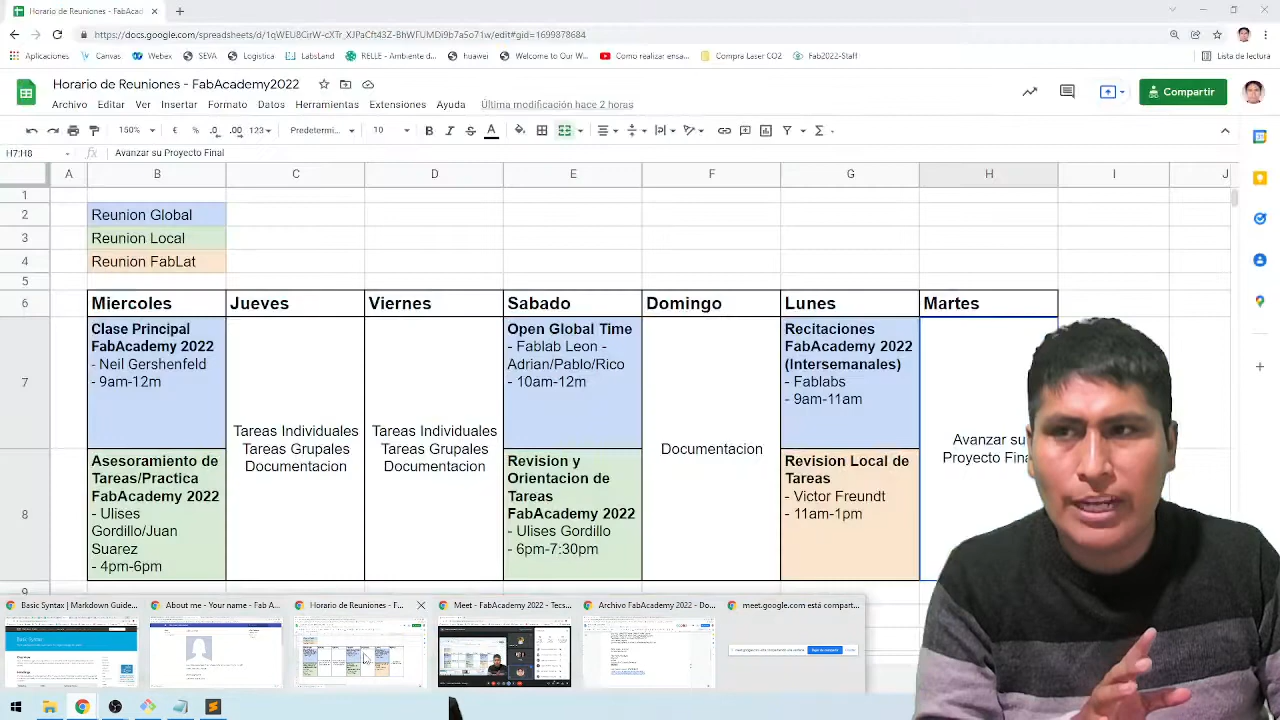 Horario de Reuniones - FabAcad
https://docs.google.com/spreadsheets/d/1qWEU8CirW-cXTr_XJPaCft43Z-BhWFUMDi9b7a5o71w/edit#gid=1699878684
Aplicaciones Canvas Webex SEVA Logistica Labsland RELLE - Ambiente d... huawei Welcome to Our W... Como realizar ensa... Compra Laser CO2 Fab2022-Staff Lista de lectura
Horario de Reuniones - FabAcademy2022
Compartir
Archivo Editar Ver Insertar Formato Datos Herramientas Extensiones Ayuda Última modificación hace 2 horas
150% € % .0 .00 123 Predetermi... 10 B I S A
H7:H8 fx Avanzar su Proyecto Final
A B C D E F G H I J
1
2 Reunion Global
3 Reunion Local
4 Reunion FabLat
5
6 Miercoles Jueves Viernes Sabado Domingo Lunes Martes
7
Clase Principal
FabAcademy 2022
- Neil Gershenfeld
- 9am-12m
Tareas Individuales
Tareas Grupales
Documentacion
Tareas Individuales
Tareas Grupales
Documentacion
Open Global Time
- Fablab Leon -
Adrian/Pablo/Rico
- 10am-12m
Documentacion
Recitaciones
FabAcademy 2022
(Intersemanales)
- Fablabs
- 9am-11am
Avanzar su
Proyecto Fina
8
Asesoramiento de
Tareas/Practica
FabAcademy 2022
- Ulises
Gordillo/Juan
Suarez
- 4pm-6pm
Revision y
Orientacion de
Tareas
FabAcademy 2022
- Ulises Gordillo
- 6pm-7:30pm
Revision Local de
Tareas
- Victor Freundt
- 11am-1pm
9
Basic Syntax | Markdown Guide... About me - Your name - Fab A... Horario de Reuniones - F... Meet - FabAcademy 2022 - Tecs... Archivo FabAcademy 2022 - Do... meet.google.com está compart...